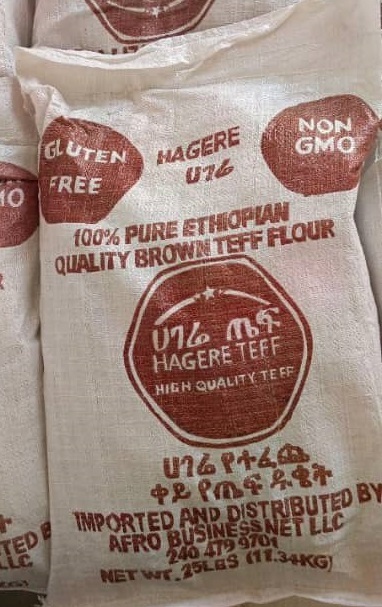 GLUTEN
FREE
HAGERE
ሀገሬ
NON
GMO
100% PURE ETHIOPIAN
QUALITY BROWN TEFF FLOUR
ሀገሬ ጤፍ
HAGERE TEFF
HIGH QUALITY TEFF
ሀገሬ የተፈጨ
ቀይ የጤፍ ዱቄት
IMPORTED AND DISTRIBUTED BY
AFRO BUSINESS NET LLC
240 479 9701
NET WT. 25LBS (11.34KG)